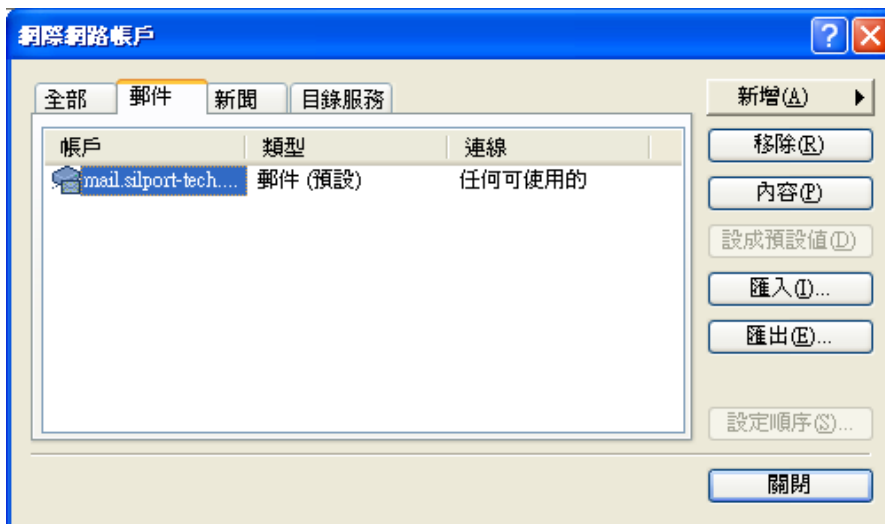 網際網路帳戶
全部 郵件 新聞 目錄服務
新增(A)
帳戶 類型 連線
移除(R)
mail.silport-tech.... 郵件 (預設) 任何可使用的
內容(P)
設成預設值(D)
匯入(I)...
匯出(E)...
設定順序(S)...
關閉